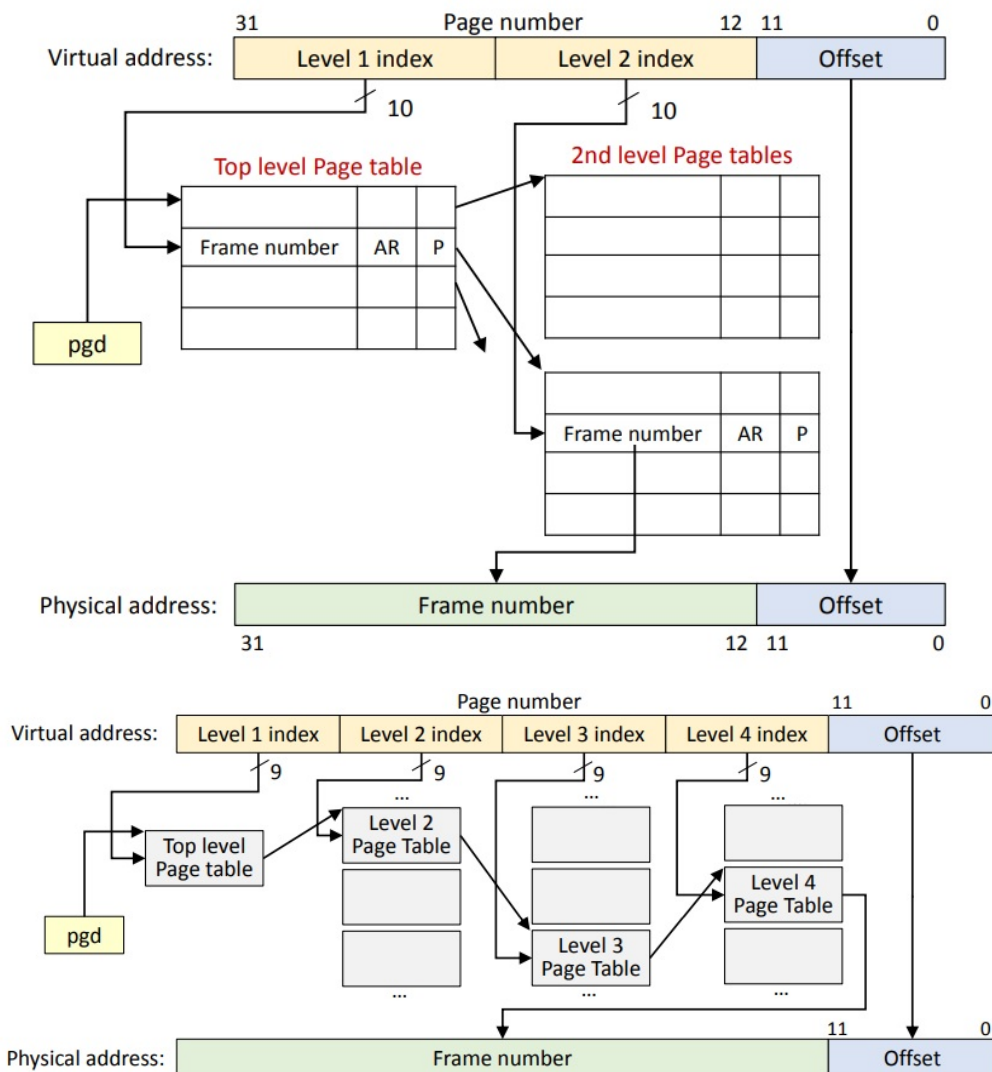 31 Page number 12 11 0
Virtual address: Level 1 index Level 2 index Offset
10 10
Top level Page table 2nd level Page tables
Frame number AR P
pgd
Frame number AR P
Physical address: Frame number Offset
31 12 11 0
Page number 11 0
Virtual address: Level 1 index Level 2 index Level 3 index Level 4 index Offset
9 9 9 9
... ... ...
Top level
Page table
Level 2
Page Table
Level 4
Page Table
pgd
Level 3
Page Table
... ... ...
11 0
Physical address: Frame number Offset